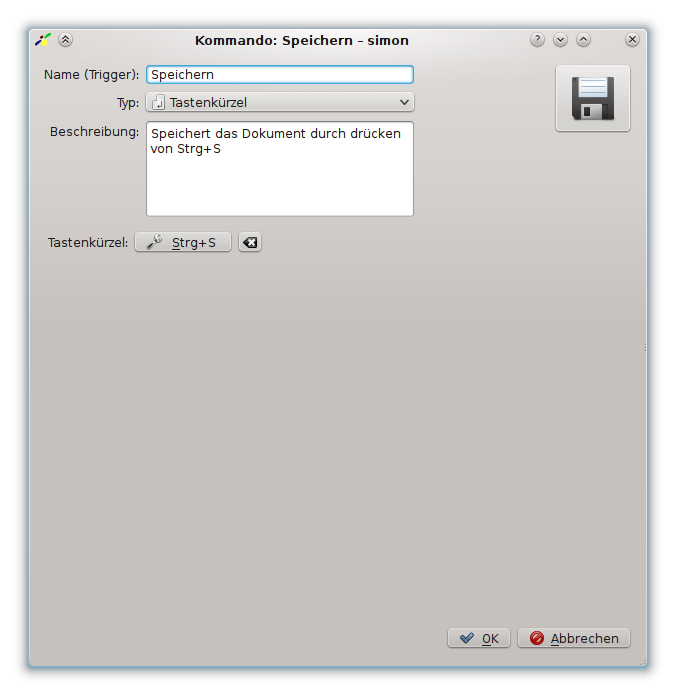 Kommando: Speichern – simon
Name (Trigger): Speichern
Typ: Tastenkürzel
Beschreibung: Speichert das Dokument durch drücken
von Strg+S
Tastenkürzel: Strg+S
OK Abbrechen